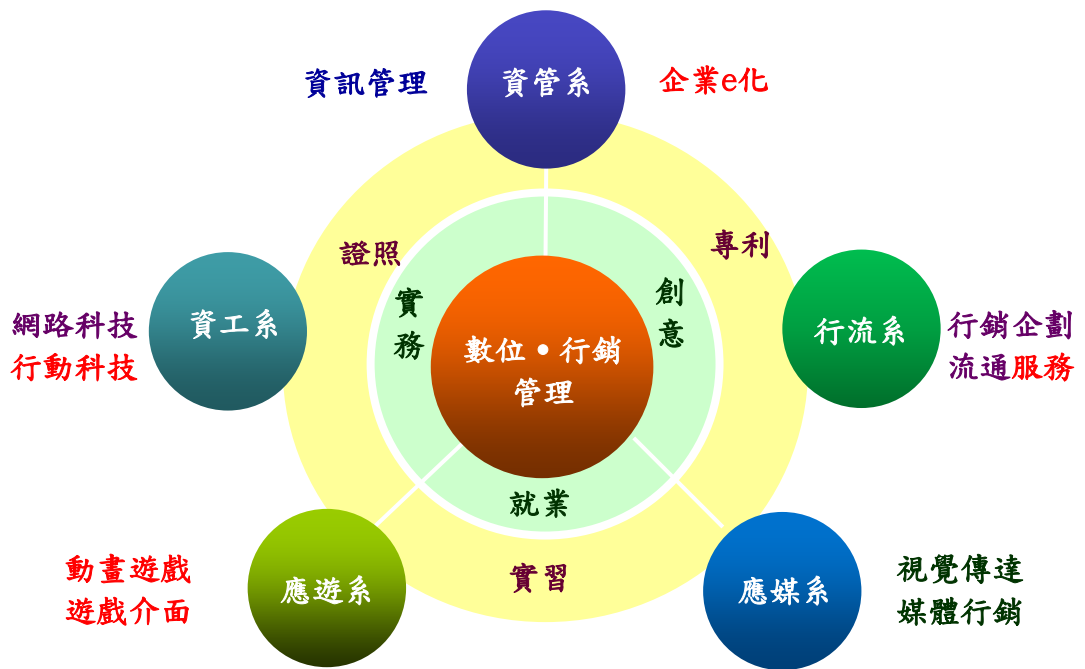 資訊管理
資管系
企業e化
證照
專利
實務
創意
網路科技
行動科技
資工系
數位•行銷
管理
行流系
行銷企劃
流通服務
就業
動畫遊戲
遊戲介面
應遊系
實習
應媒系
視覺傳達
媒體行銷